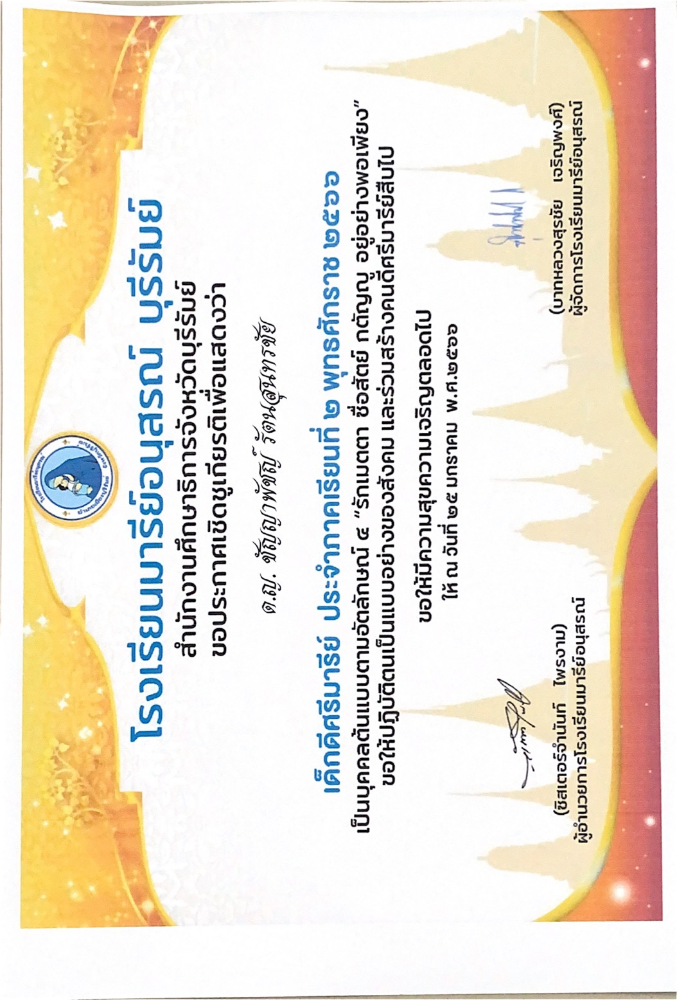 โรงเรียนมารีย์อนุสรณ์ บุรีรัมย์
สำนักงานศึกษาธิการจังหวัดบุรีรัมย์
ขอประกาศเชิดชูเกียรติเพื่อแสดงว่า
ด.ญ. ชัญญาพัชญ์ รัตนสุนทรชัย
เด็กดีศรีมารีย์ ประจำภาคเรียนที่ ๒ พุทธศักราช ๒๕๖๖
เป็นบุคคลต้นแบบตามอัตลักษณ์ ๔ "รักเมตตา ซื่อสัตย์ กตัญญู อยู่อย่างพอเพียง"
ขอให้ปฏิบัติตนเป็นแบบอย่างของสังคม และร่วมสร้างคนดีศรีมารีย์สืบไป
ขอให้มีความสุขความเจริญตลอดไป
ให้ ณ วันที่ ๒๕ มกราคม พ.ศ.๒๕๖๖
(ซิสเตอร์จำนันท์ ไพรงาม)
ผู้อำนวยการโรงเรียนมารีย์อนุสรณ์
(บาทหลวงสุรชัย เจริญพงศ์)
ผู้จัดการโรงเรียนมารีย์อนุสรณ์